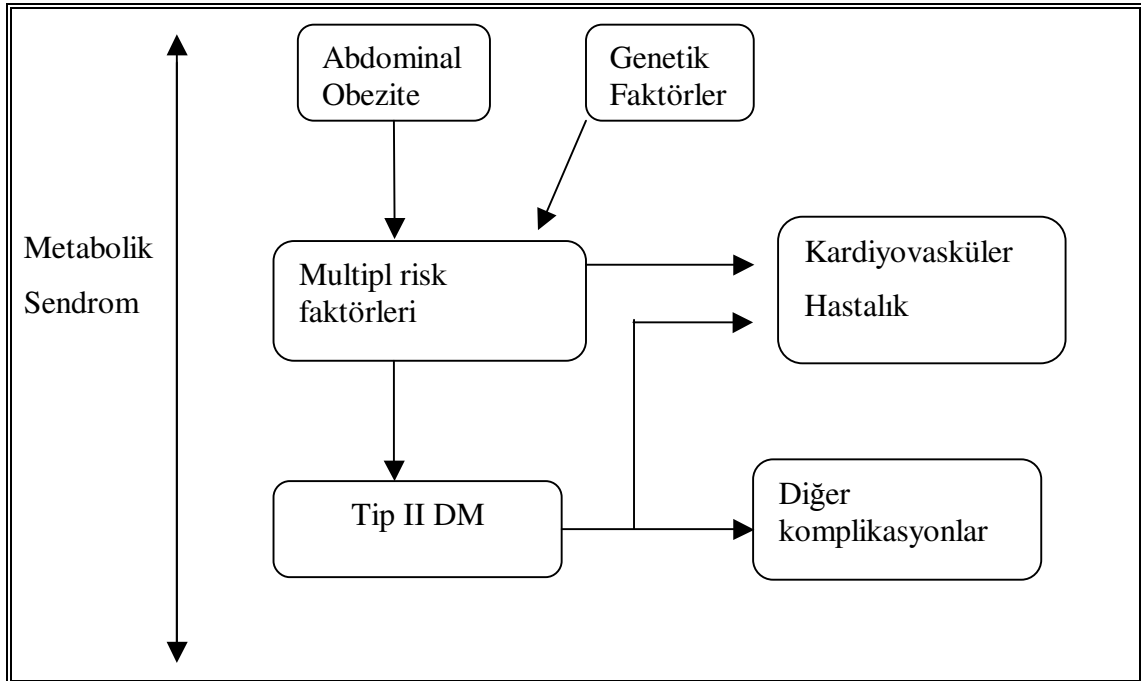 Abdominal
Obezite
Genetik
Faktörler
Metabolik
Sendrom
Multipl risk
faktörleri
Kardiyovasküler
Hastalık
Tip II DM
Diğer
komplikasyonlar